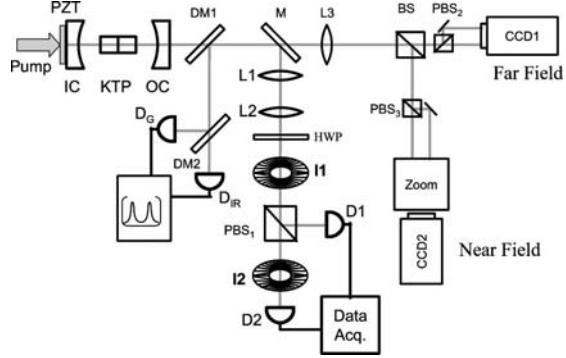 PZT
DM1
M
L3
BS
PBS2
CCD1
Pump
IC
KTP
OC
Far Field
L1
L2
DG
HWP
PBS3
DM2
I1
DIR
D1
Zoom
PBS1
I2
CCD2
Near Field
D2
Data
Acq.